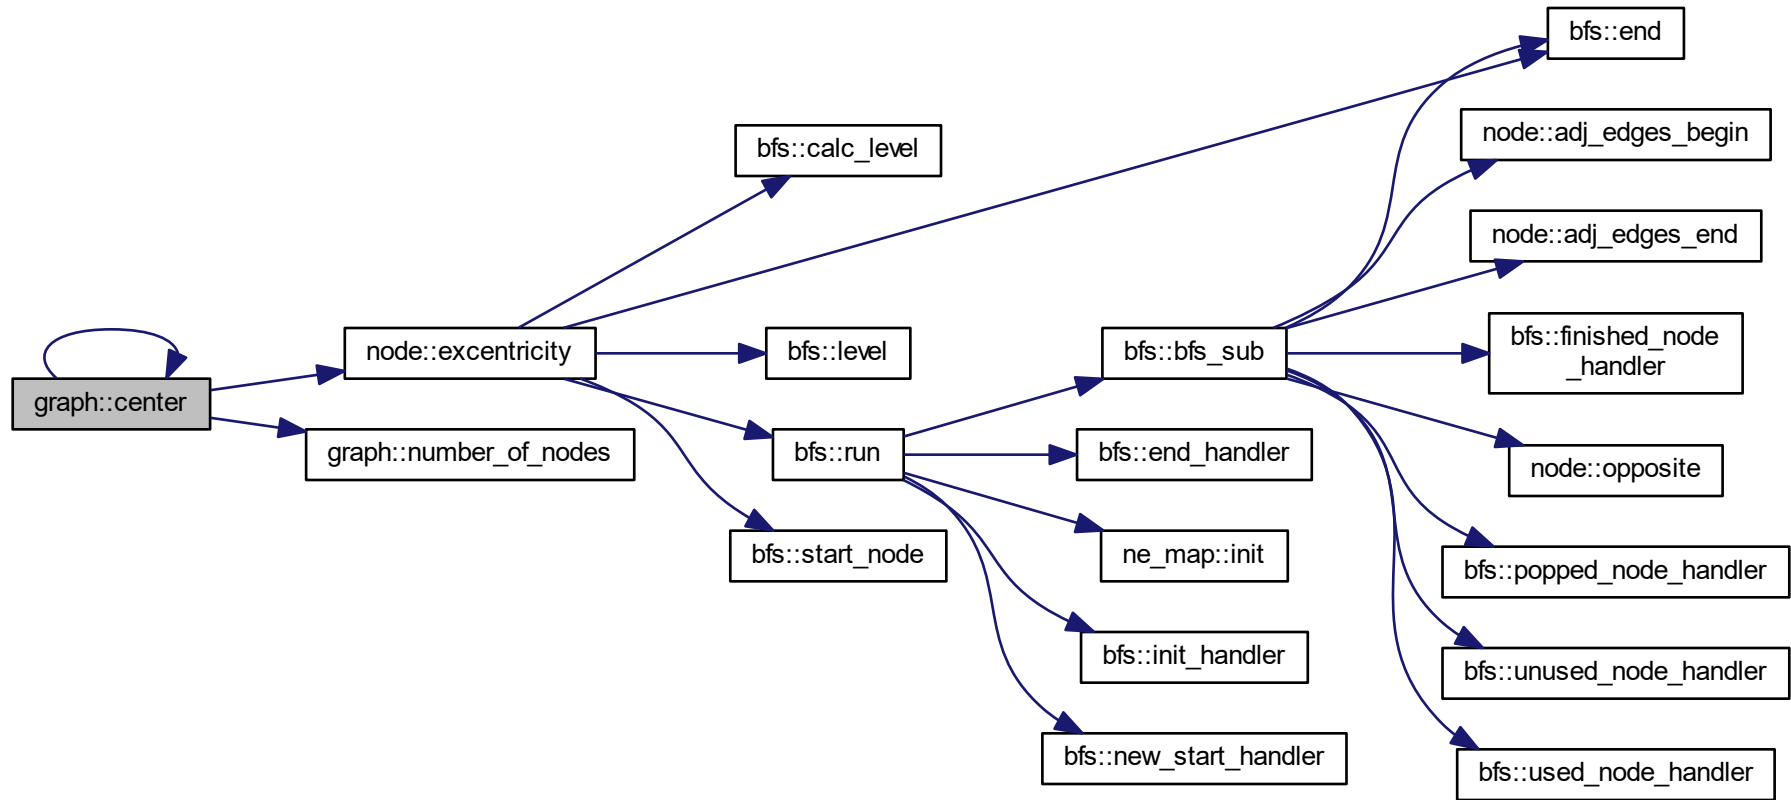 bfs::end
node::adj_edges_begin
bfs::calc_level
node::adj_edges_end
node::excentricity
bfs::level
bfs::bfs_sub
bfs::finished_node
_handler
graph::center
graph::number_of_nodes
bfs::run
bfs::end_handler
node::opposite
bfs::start_node
ne_map::init
bfs::popped_node_handler
bfs::init_handler
bfs::unused_node_handler
bfs::new_start_handler
bfs::used_node_handler